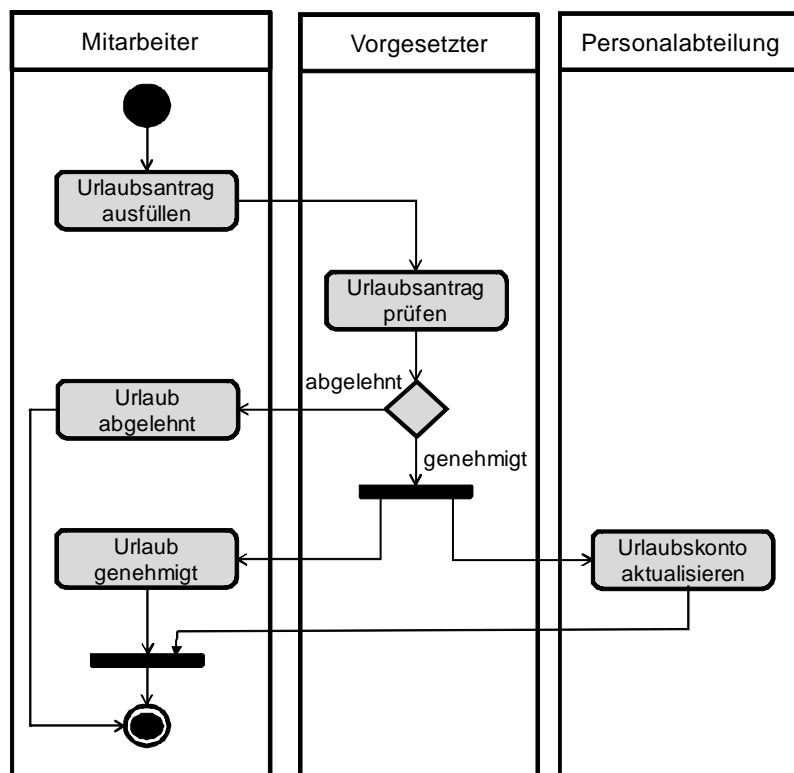 Mitarbeiter
Vorgesetzter
Personalabteilung
Urlaubsantrag
ausfüllen
Urlaubsantrag
prüfen
abgelehnt
Urlaub
abgelehnt
genehmigt
Urlaub
genehmigt
Urlaubskonto
aktualisieren